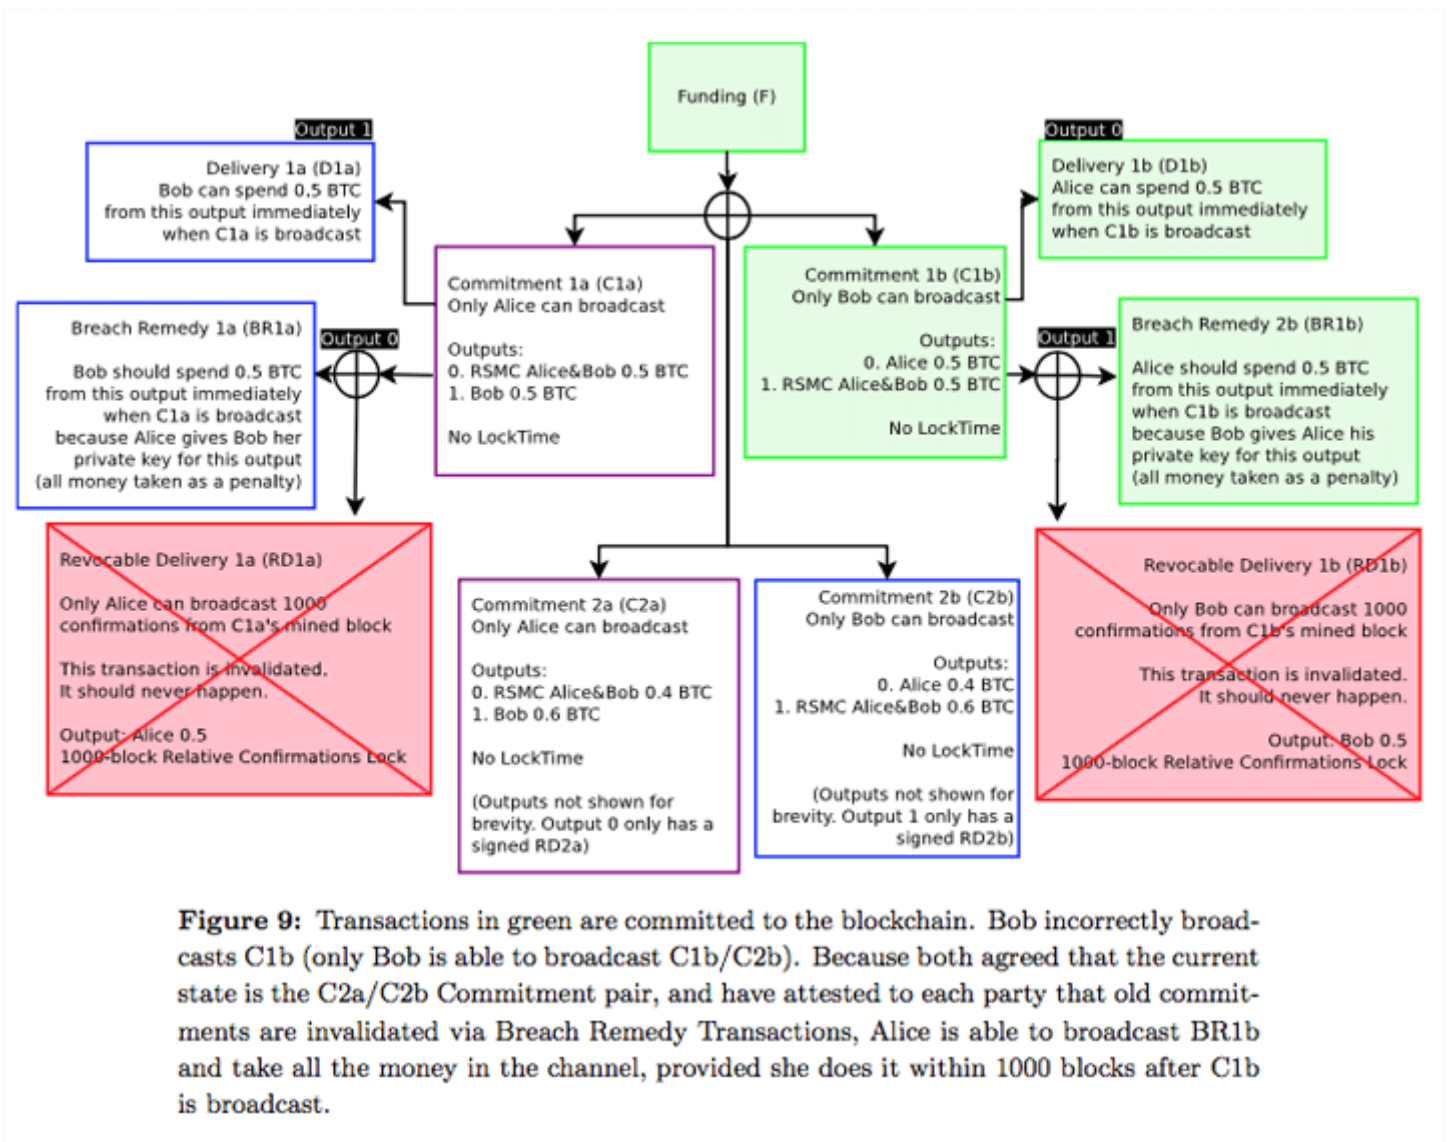 Funding (F)
Output 1
Delivery 1a (D1a)
Bob can spend 0.5 BTC
from this output immediately
when C1a is broadcast
Output 0
Delivery 1b (D1b)
Alice can spend 0.5 BTC
from this output immediately
when C1b is broadcast
Commitment 1a (C1a)
Only Alice can broadcast
Outputs:
0. RSMC Alice&Bob 0.5 BTC
1. Bob 0.5 BTC
No LockTime
Commitment 1b (C1b)
Only Bob can broadcast
Outputs:
0. Alice 0.5 BTC
1. RSMC Alice&Bob 0.5 BTC
No LockTime
Breach Remedy 1a (BR1a)
Bob should spend 0.5 BTC
from this output immediately
when C1a is broadcast
because Alice gives Bob her
private key for this output
(all money taken as a penalty)
Output 0
Output 1
Breach Remedy 2b (BR1b)
Alice should spend 0.5 BTC
from this output immediately
when C1b is broadcast
because Bob gives Alice his
private key for this output
(all money taken as a penalty)
Revocable Delivery 1a (RD1a)
Only Alice can broadcast 1000
confirmations from C1a's mined block
This transaction is invalidated.
It should never happen.
Output: Alice 0.5
1000-block Relative Confirmations Lock
Commitment 2a (C2a)
Only Alice can broadcast
Outputs:
0. RSMC Alice&Bob 0.4 BTC
1. Bob 0.6 BTC
No LockTime
(Outputs not shown for
brevity. Output 0 only has a
signed RD2a)
Commitment 2b (C2b)
Only Bob can broadcast
Outputs:
0. Alice 0.4 BTC
1. RSMC Alice&Bob 0.6 BTC
No LockTime
(Outputs not shown for
brevity. Output 1 only has a
signed RD2b)
Revocable Delivery 1b (RD1b)
Only Bob can broadcast 1000
confirmations from C1b's mined block
This transaction is invalidated.
It should never happen.
Output: Bob 0.5
1000-block Relative Confirmations Lock
Figure 9: Transactions in green are committed to the blockchain. Bob incorrectly broad-
casts C1b (only Bob is able to broadcast C1b/C2b). Because both agreed that the current
state is the C2a/C2b Commitment pair, and have attested to each party that old commit-
ments are invalidated via Breach Remedy Transactions, Alice is able to broadcast BR1b
and take all the money in the channel, provided she does it within 1000 blocks after C1b
is broadcast.